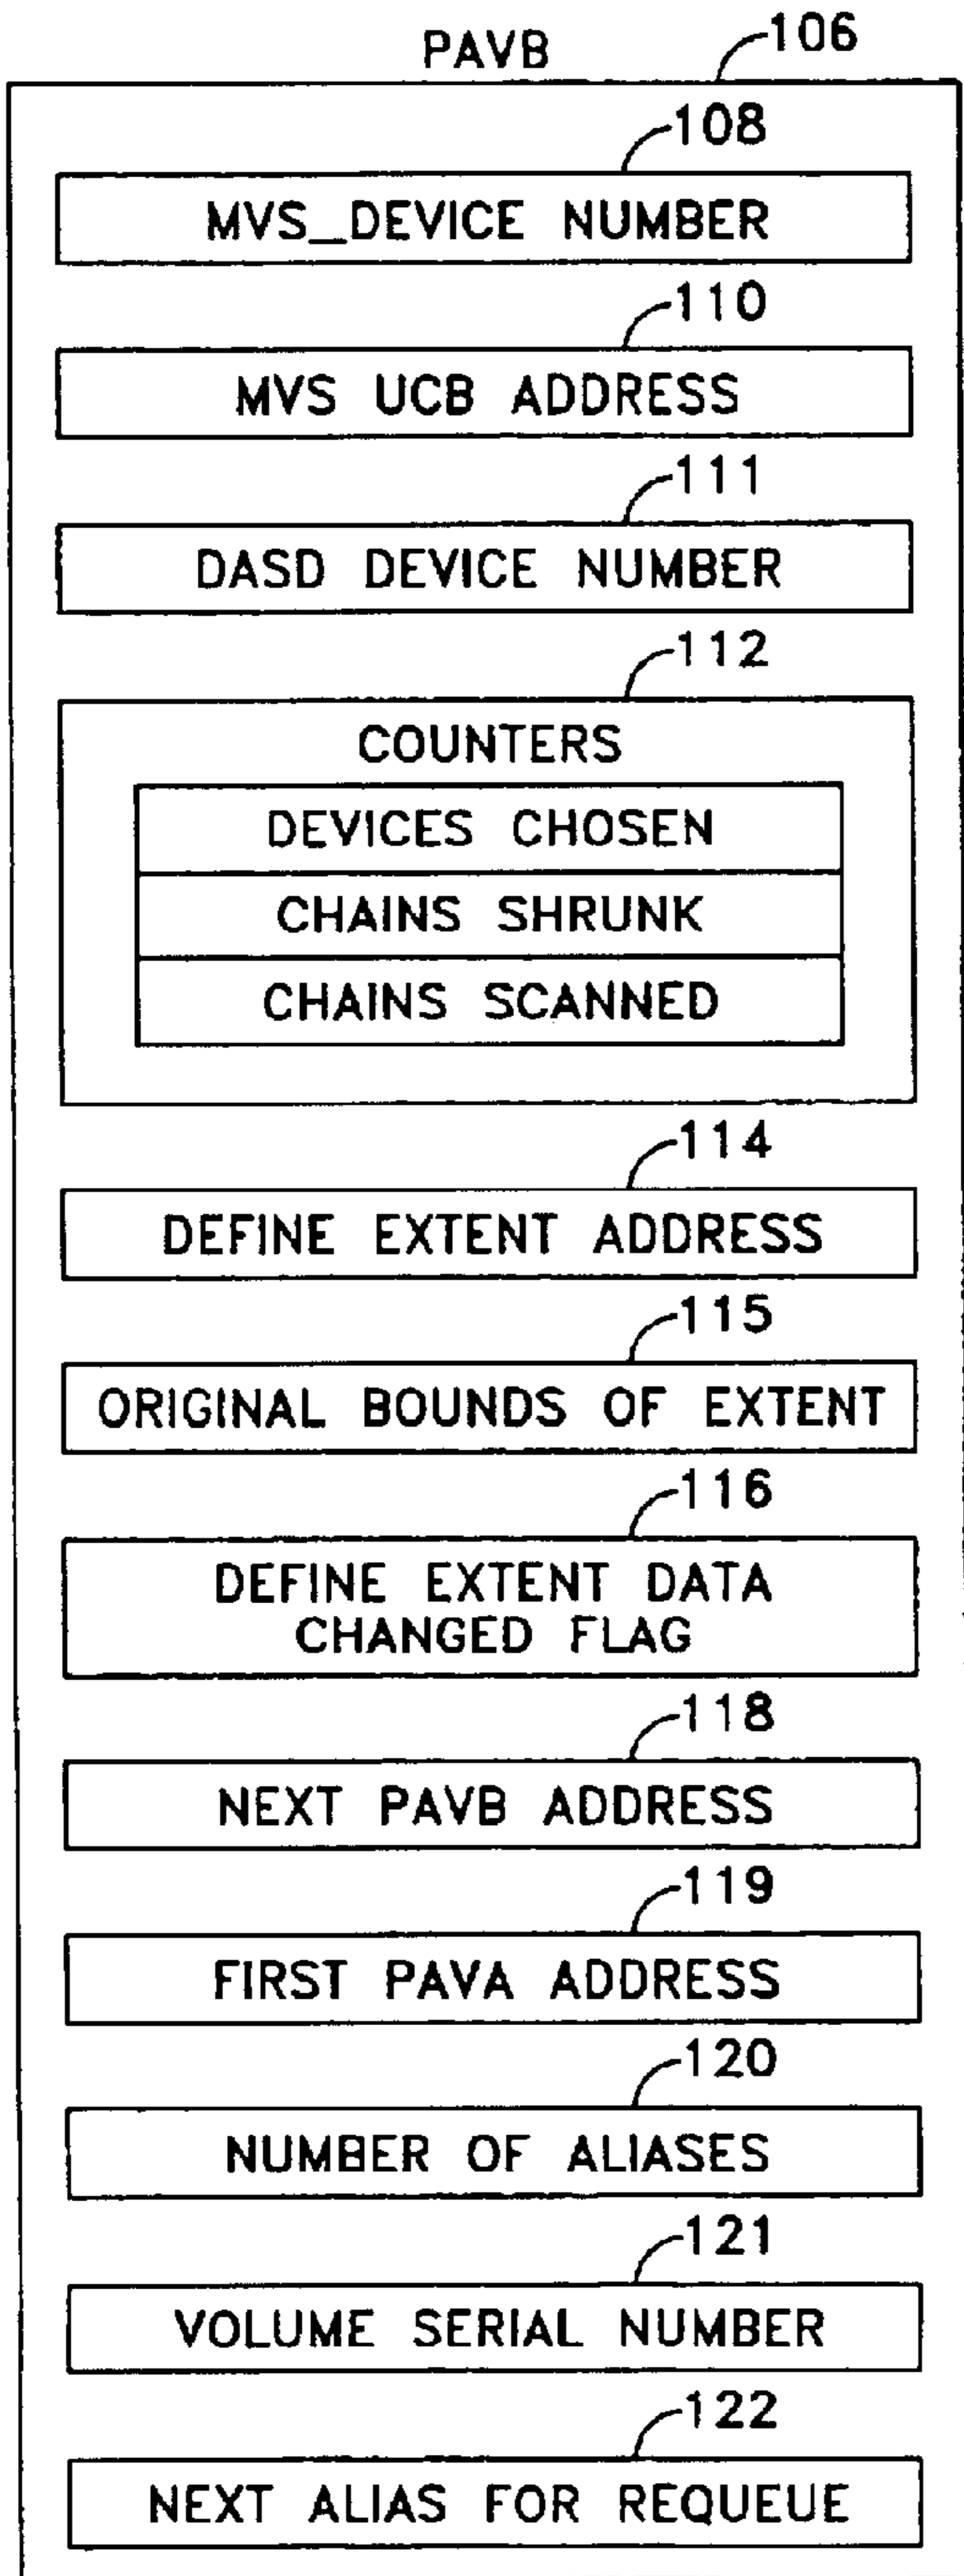 PAVB
106
108
MVS_DEVICE NUMBER
110
MVS UCB ADDRESS
111
DASD DEVICE NUMBER
112
COUNTERS
DEVICES CHOSEN
CHAINS SHRUNK
CHAINS SCANNED
114
DEFINE EXTENT ADDRESS
115
ORIGINAL BOUNDS OF EXTENT
116
DEFINE EXTENT DATA
CHANGED FLAG
118
NEXT PAVB ADDRESS
119
FIRST PAVA ADDRESS
120
NUMBER OF ALIASES
121
VOLUME SERIAL NUMBER
122
NEXT ALIAS FOR REQUEUE